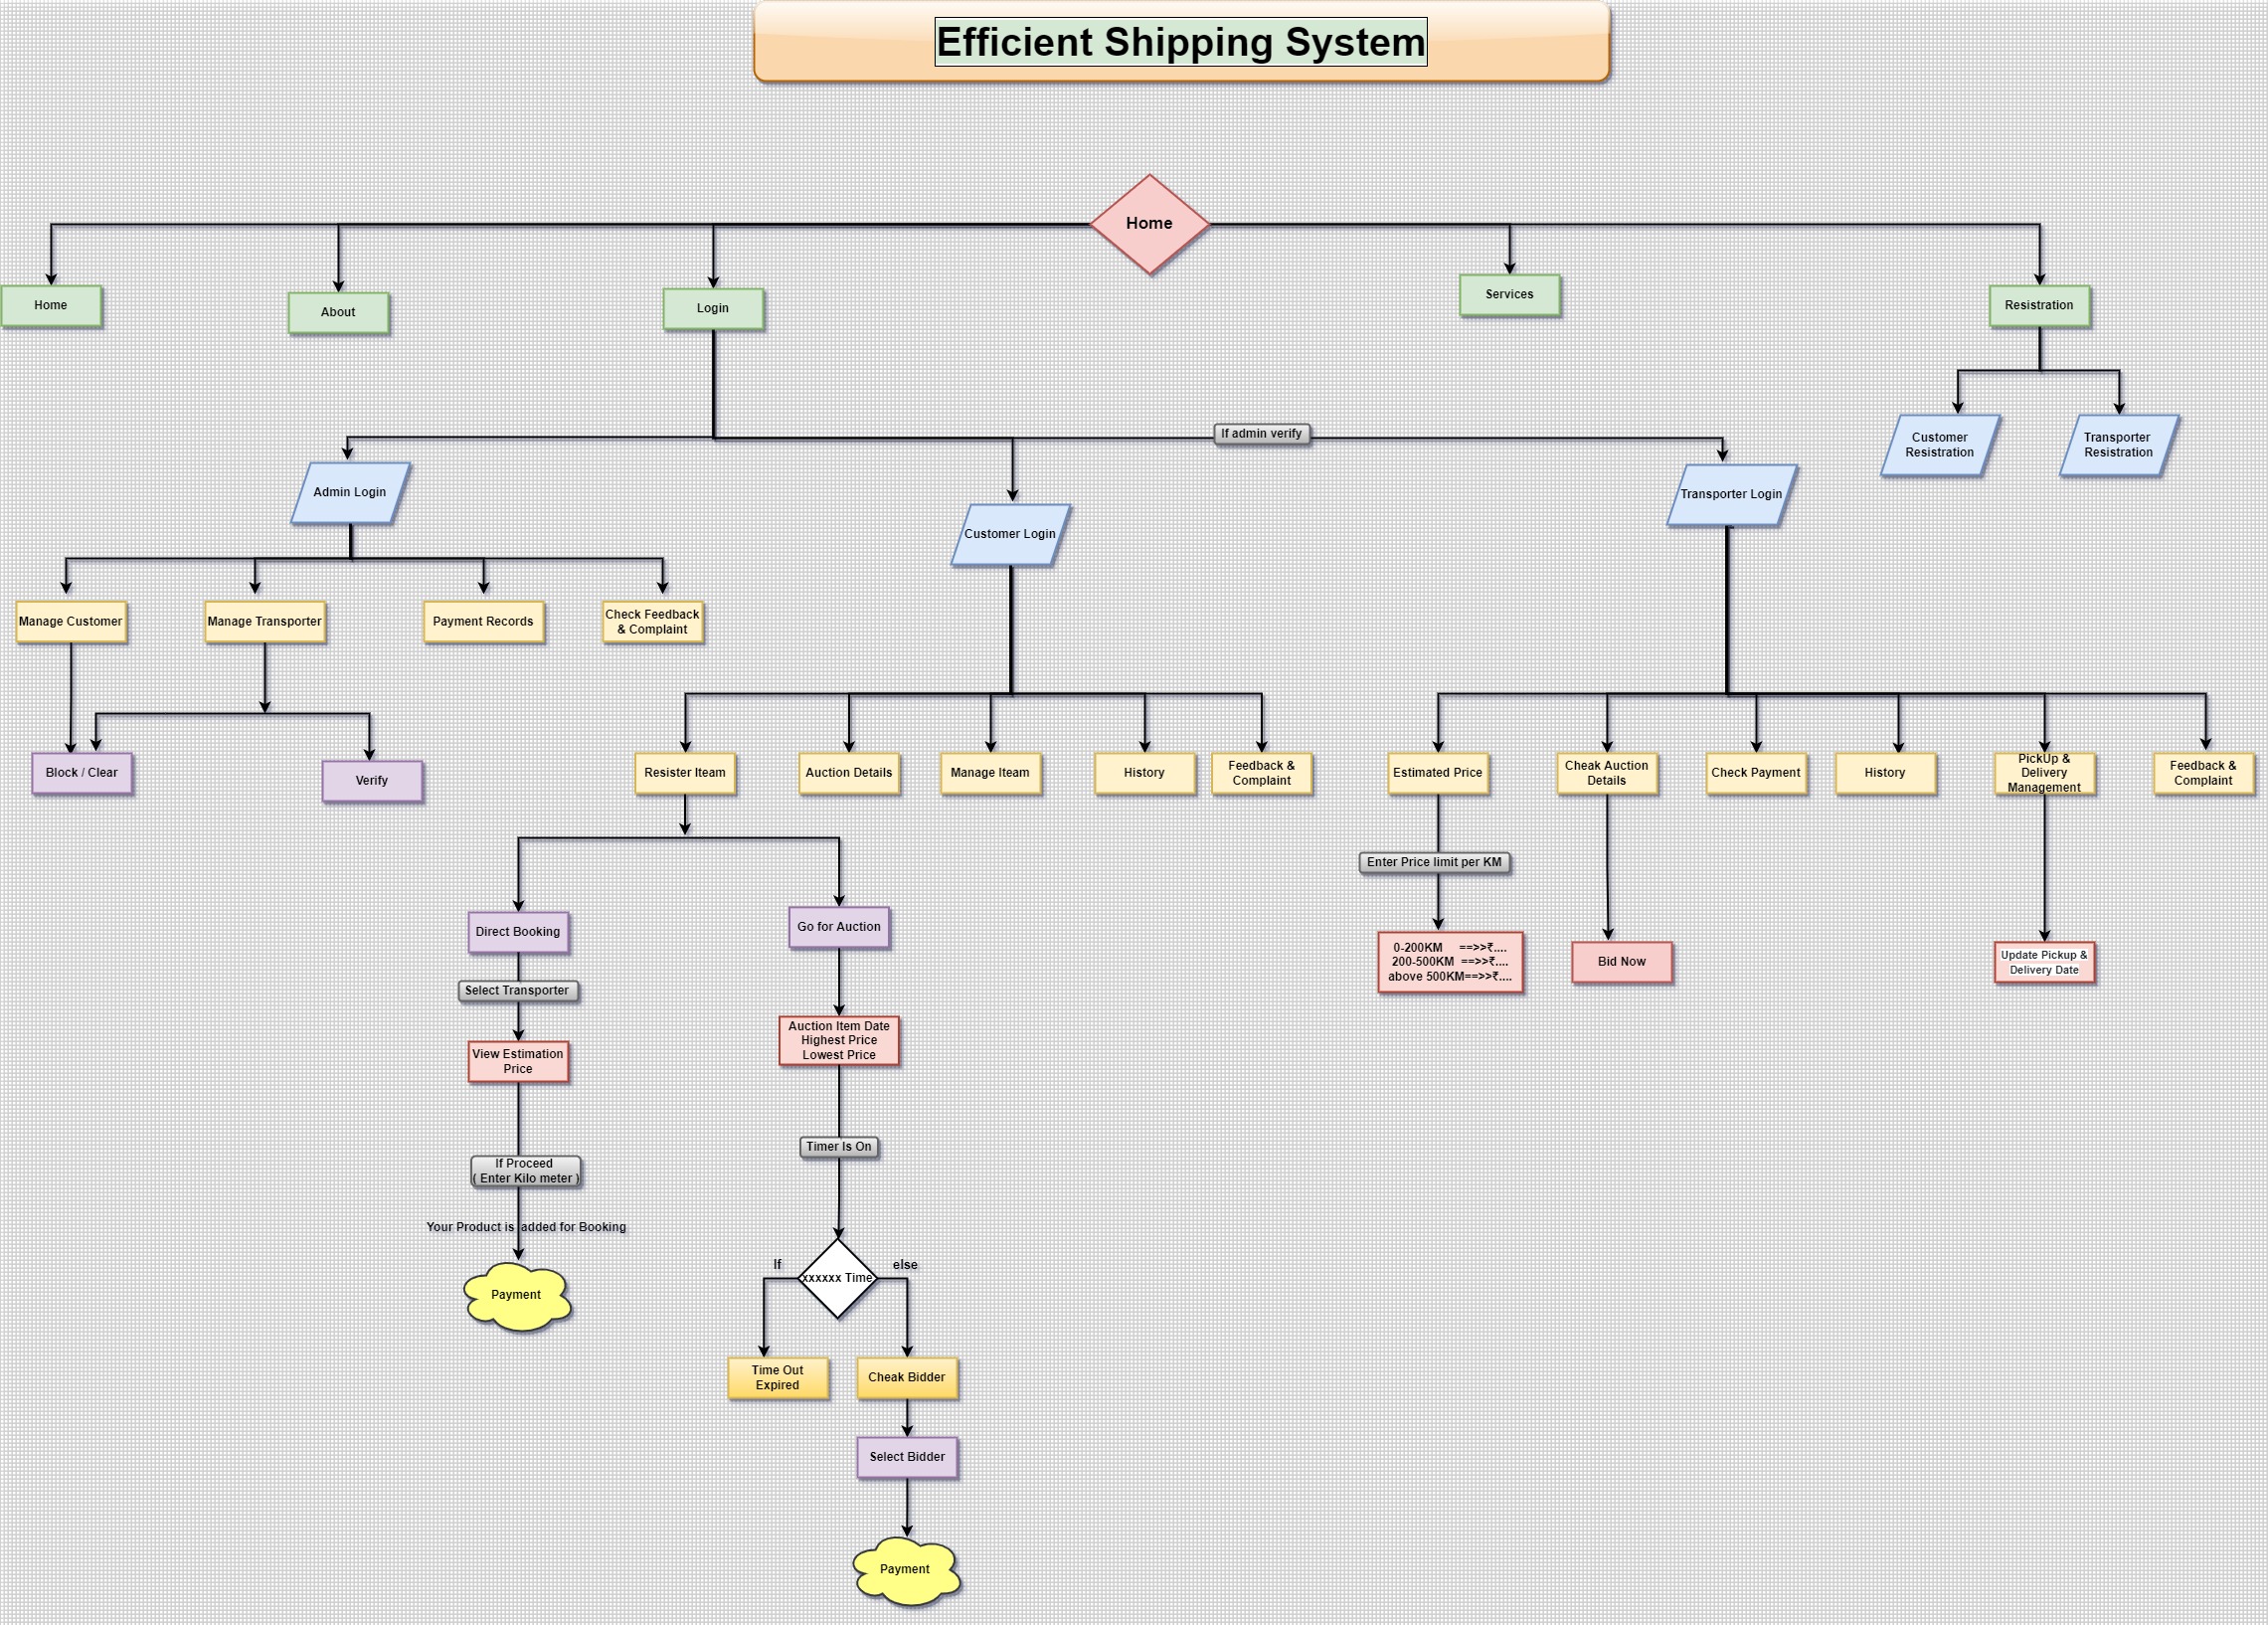 Efficient Shipping System
Home
Home
About
Login
Services
Resistration
If admin verify
Customer
Resistration
Transporter
Resistration
Admin Login
Customer Login
Transporter Login
Manage Customer
Manage Transporter
Payment Records
Check Feedback
& Complaint
Block / Clear
Verify
Resister Iteam
Auction Details
Manage Iteam
History
Feedback &
Complaint
Estimated Price
Cheak Auction
Details
Check Payment
History
PickUp &
Delivery
Management
Feedback &
Complaint
Enter Price limit per KM
Direct Booking
Go for Auction
0-200KM ==>>₹....
200-500KM ==>>₹....
above 500KM==>>₹....
Bid Now
Update Pickup &
Delivery Date
Select Transporter
View Estimation
Price
Auction Item Date
Highest Price
Lowest Price
Timer Is On
If Proceed
( Enter Kilo meter )
Your Product is added for Booking
Payment
If
else
xxxxxx Time
Time Out
Expired
Cheak Bidder
Select Bidder
Payment